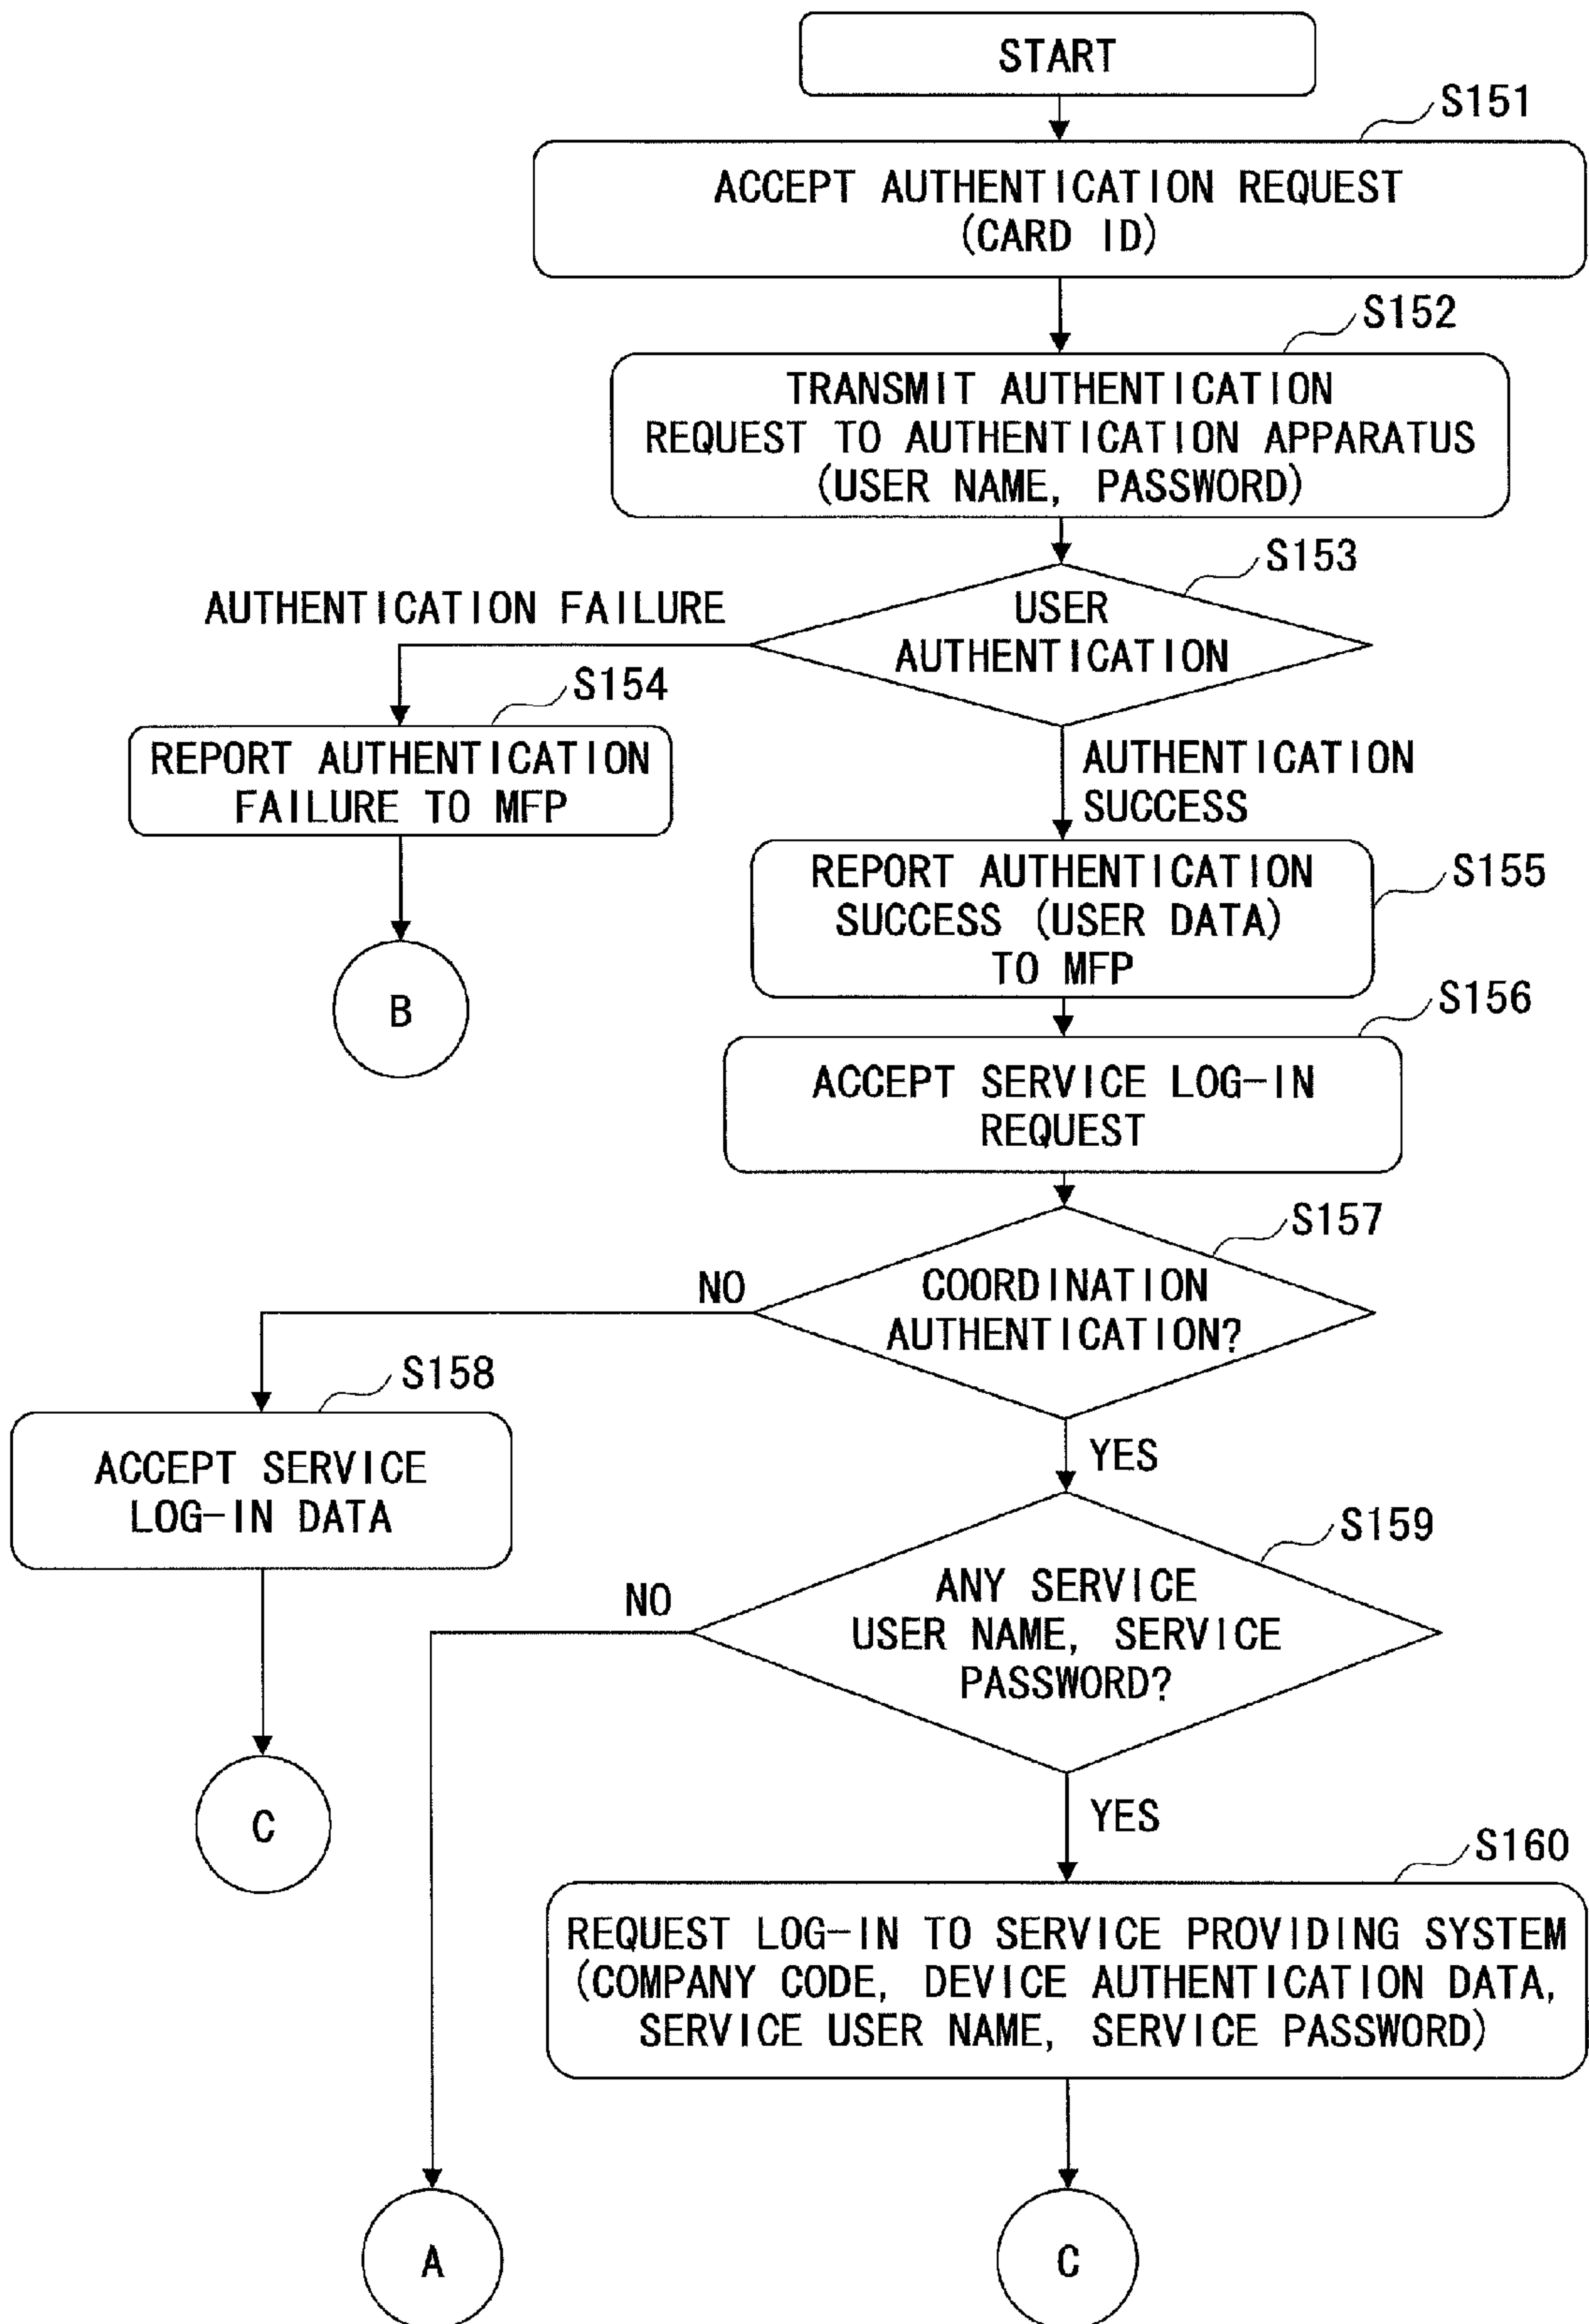 START
S151
ACCEPT AUTHENTICATION REQUEST
(CARD ID)
S152
TRANSMIT AUTHENTICATION
REQUEST TO AUTHENTICATION APPARATUS
(USER NAME, PASSWORD)
S153
USER
AUTHENTICATION
AUTHENTICATION FAILURE
S154
REPORT AUTHENTICATION
FAILURE TO MFP
B
AUTHENTICATION
SUCCESS
REPORT AUTHENTICATION
SUCCESS (USER DATA)
TO MFP
S155
S156
ACCEPT SERVICE LOG-IN
REQUEST
S157
COORDINATION
AUTHENTICATION?
NO
S158
ACCEPT SERVICE
LOG-IN DATA
C
YES
S159
ANY SERVICE
USER NAME, SERVICE
PASSWORD?
NO
YES
S160
REQUEST LOG-IN TO SERVICE PROVIDING SYSTEM
(COMPANY CODE, DEVICE AUTHENTICATION DATA,
SERVICE USER NAME, SERVICE PASSWORD)
A
C